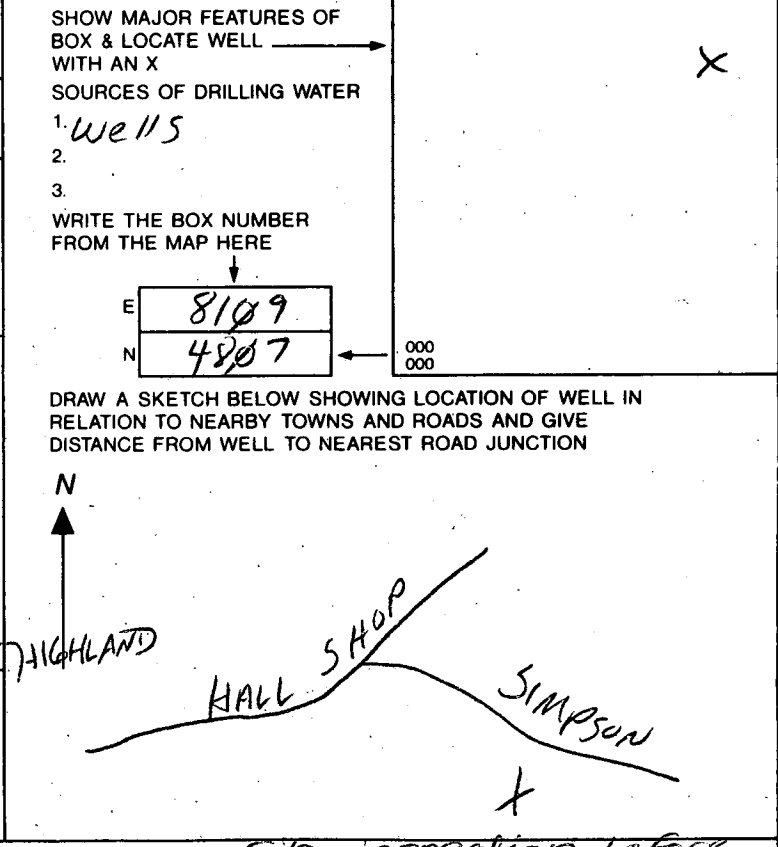 SHOW MAJOR FEATURES OF
BOX & LOCATE WELL
WITH AN X
X
SOURCES OF DRILLING WATER
1. Wells
2.
3.
WRITE THE BOX NUMBER
FROM THE MAP HERE
E 8109
N 4807
000
000
DRAW A SKETCH BELOW SHOWING LOCATION OF WELL IN
RELATION TO NEARBY TOWNS AND ROADS AND GIVE
DISTANCE FROM WELL TO NEAREST ROAD JUNCTION
N
HIGHLAND
HALL SHOP
SIMPSON
X